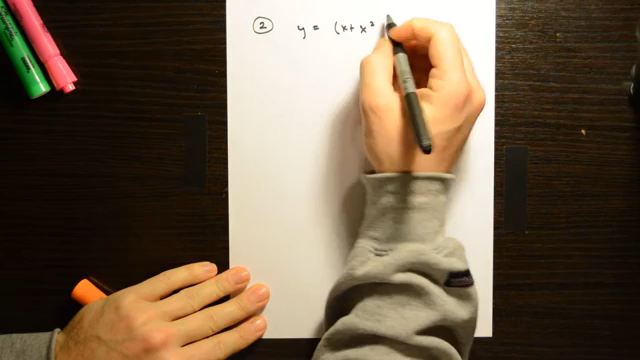 ② y = (x + x²